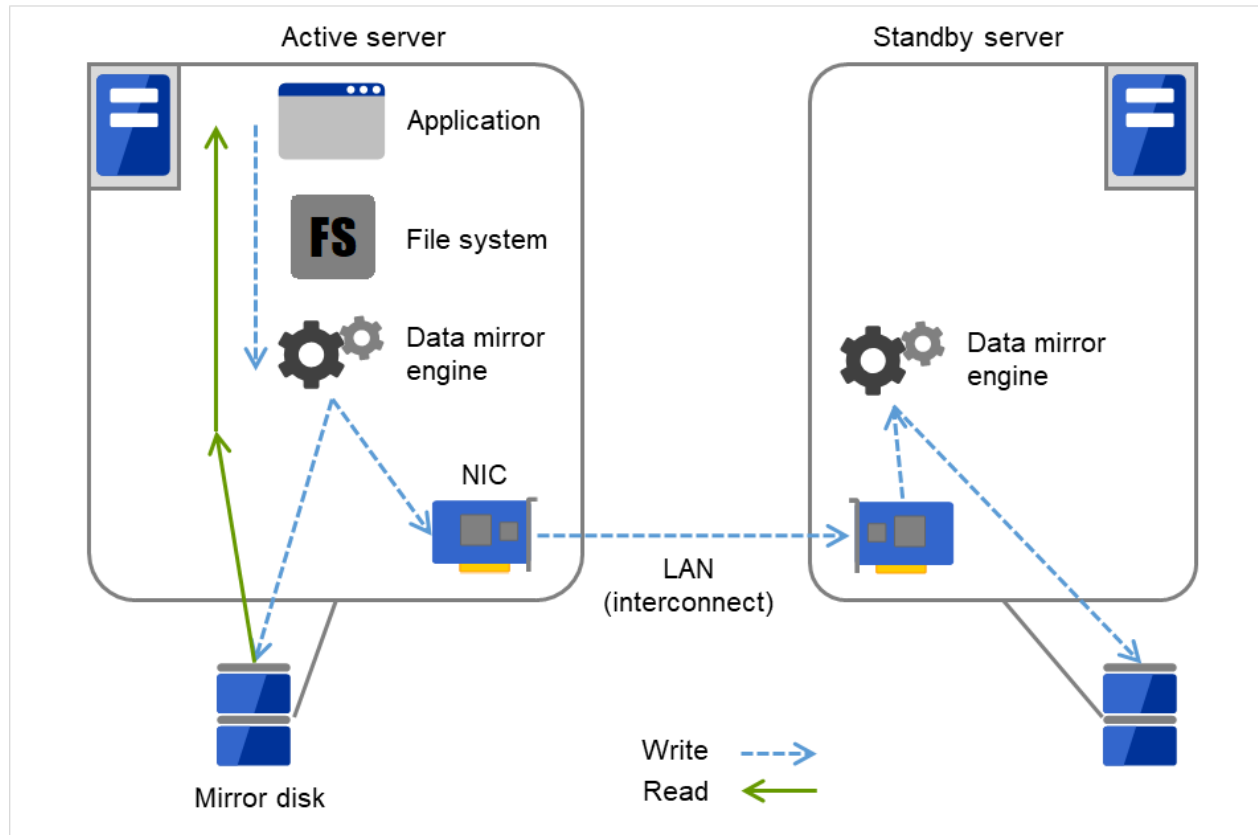 Active server
Standby server
Application
FS
File system
Data mirror
engine
Data mirror
engine
NIC
LAN
(interconnect)
Write
Read
Mirror disk